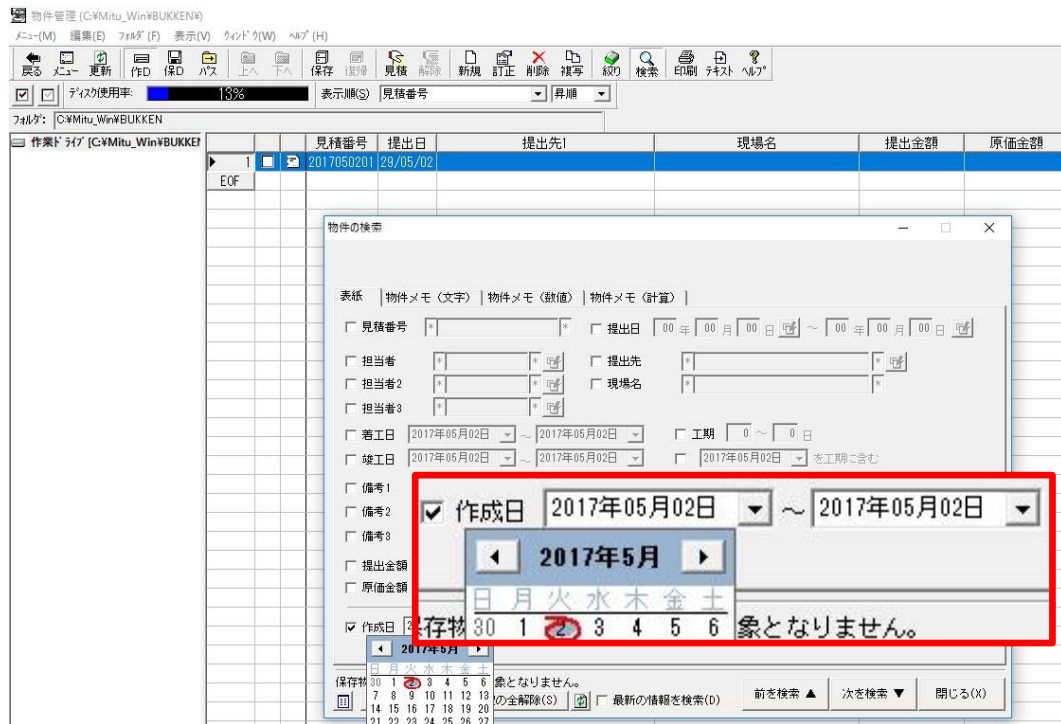 物件管理 (C:¥Mitu_Win¥BUKKEN¥)
ﾒﾆｭｰ(M) 編集(E) ﾌｫﾙﾀﾞ(F) 表示(V) ｳｨﾝﾄﾞｳ(W) ﾍﾙﾌﾟ(H)
戻る ﾒﾆｭｰ 更新 作D 保D ﾊﾟｽ 上へ 下へ 保存 復帰 見積 解除 新規 訂正 削除 複写 絞り 検索 印刷 ﾃｷｽﾄ ﾍﾙﾌﾟ
ﾃﾞｨｽｸ使用率: 13% 表示順(S) 見積番号 昇順
ﾌｫﾙﾀﾞ: C:¥Mitu_Win¥BUKKEN
作業ﾄﾞﾗｲﾌﾞ [C:¥Mitu_Win¥BUKKEN
見積番号 提出日 提出先1 現場名 提出金額 原価金額
1 2017050201 29/05/02
EOF
物件の検索
表紙 物件メモ（文字） 物件メモ（数値） 物件メモ（計算）
見積番号 * * 提出日 00 年 00 月 00 日 ～ 00 年 00 月 00 日
担当者 * * 提出先 * *
担当者2 * * 現場名 * *
担当者3 * *
着工日 2017年05月02日 ～ 2017年05月02日 工期 0 ～ 0 日
竣工日 2017年05月02日 ～ 2017年05月02日 2017年05月02日 を工期に含む
備考1
備考2
備考3
提出金額
原価金額
作成日 2017年05月02日 ～ 2017年05月02日
2017年5月
日 月 火 水 木 金 土
30 1 2 3 4 5 6
保存物 象となりません。
作成日 2
2017年5月
日 月 火 水 木 金 土
30 1 2 3 4 5 6
7 8 9 10 11 12 13
14 15 16 17 18 19 20
21 22 23 24 25 26 27
保存物 象となりません。
の全解除(S) 最新の情報を検索(D) 前を検索 ▲ 次を検索 ▼ 閉じる(X)